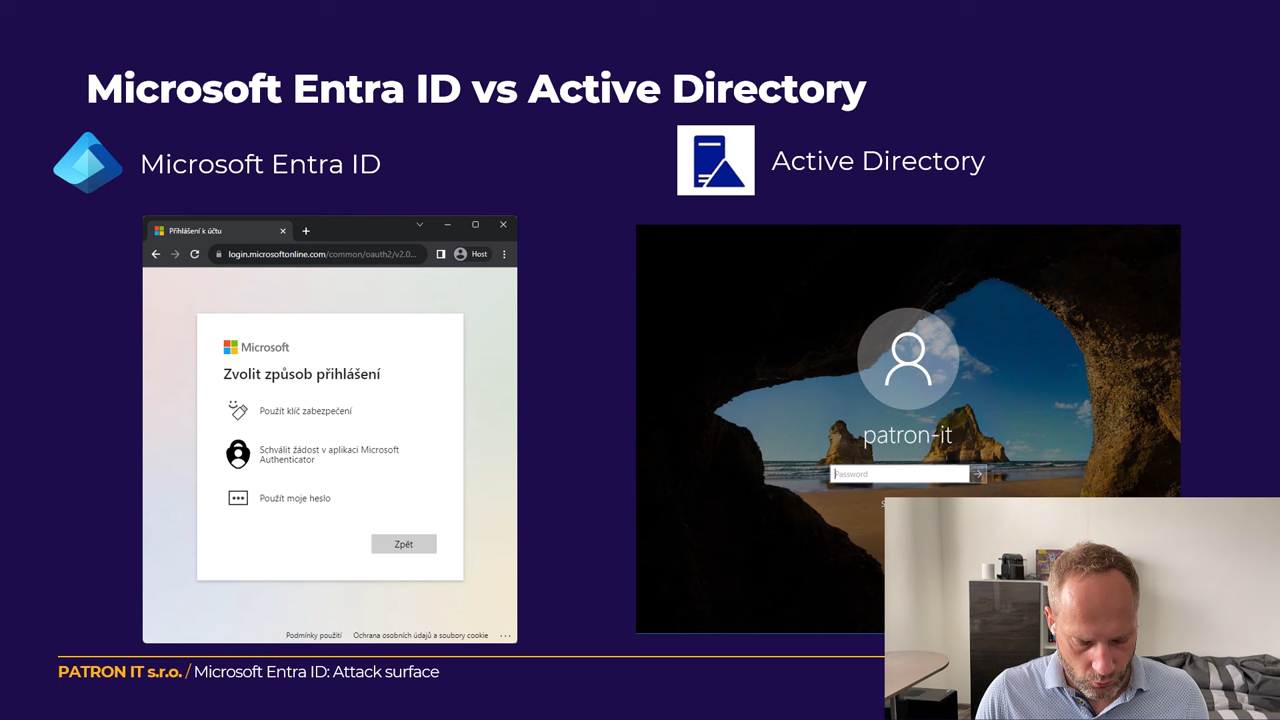 Microsoft Entra ID vs Active Directory
Microsoft Entra ID
Active Directory
Přihlášení k účtu
login.microsoftonline.com/common/oauth2/v2.0...
Host
Microsoft
Zvolit způsob přihlášení
Použít klíč zabezpečení
Schválit žádost v aplikaci Microsoft
Authenticator
Použít moje heslo
Zpět
Podmínky použití Ochrana osobních údajů a soubory cookie ...
patron-it
Password
PATRON IT s.r.o. / Microsoft Entra ID: Attack surface